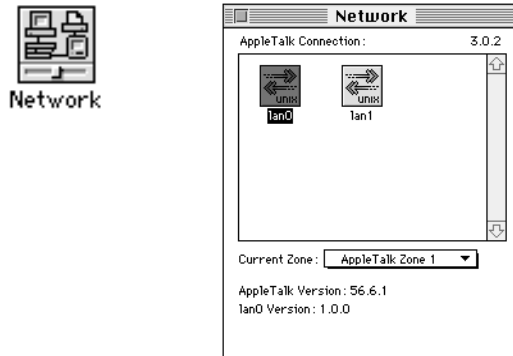 Network
Network
AppleTalk Connection: 3.0.2
unix unix
lan0 lan1
Current Zone: AppleTalk Zone 1
AppleTalk Version: 56.6.1
lan0 Version: 1.0.0